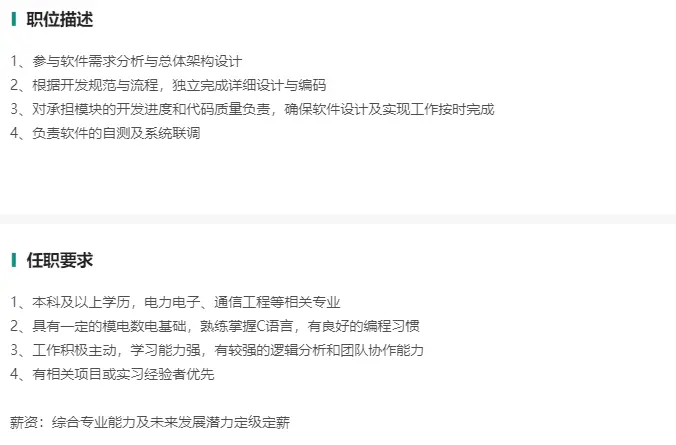 职位描述
1、参与软件需求分析与总体架构设计
2、根据开发规范与流程，独立完成详细设计与编码
3、对承担模块的开发进度和代码质量负责，确保软件设计及实现工作按时完成
4、负责软件的自测及系统联调
任职要求
1、本科及以上学历，电力电子、通信工程等相关专业
2、具有一定的模电数电基础，熟练掌握C语言，有良好的编程习惯
3、工作积极主动，学习能力强，有较强的逻辑分析和团队协作能力
4、有相关项目或实习经验者优先
薪资：综合专业能力及未来发展潜力定级定薪